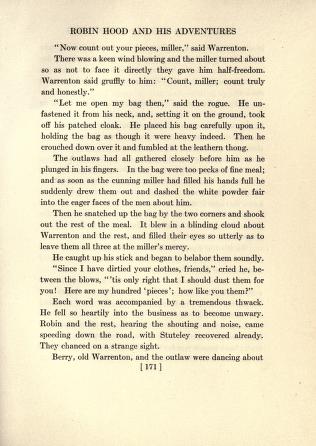 ROBIN HOOD AND HIS ADVENTURES
"Now count out your pieces, miller," said Warrenton.
There was a keen wind blowing and the miller turned about
so as not to face it directly they gave him half-freedom.
Warrenton said gruffly to him: "Count, miller; count truly
and honestly."
"Let me open my bag then," said the rogue. He un-
fastened it from his neck, and, setting it on the ground, took
off his patched cloak. He placed his bag carefully upon it,
holding the bag as though it were heavy indeed. Then he
crouched down over it and fumbled at the leathern thong.
The outlaws had all gathered closely before him as he
plunged in his fingers. In the bag were too pecks of fine meal;
and as soon as the cunning miller had filled his hands full he
suddenly drew them out and dashed the white powder fair
into the eager faces of the men about him.
Then he snatched up the bag by the two corners and shook
out the rest of the meal. It blew in a blinding cloud about
Warrenton and the rest, and filled their eyes so utterly as to
leave them all three at the miller's mercy.
He caught up his stick and began to belabor them soundly.
"Since I have dirtied your clothes, friends," cried he, be-
tween the blows, "'tis only right that I should dust them for
you! Here are my hundred 'pieces'; how like you them?"
Each word was accompanied by a tremendous thwack.
He fell so heartily into the business as to become unwary.
Robin and the rest, hearing the shouting and noise, came
speeding down the road, with Stuteley recovered already.
They chanced on a strange sight.
Berry, old Warrenton, and the outlaw were dancing about
[171]